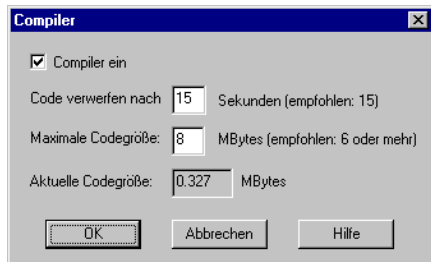 Compiler
Compiler ein
Code verwerfen nach 15 Sekunden (empfohlen: 15)
Maximale Codegröße: 8 MBytes (empfohlen: 6 oder mehr)
Aktuelle Codegröße: 0.327 MBytes
OK Abbrechen Hilfe